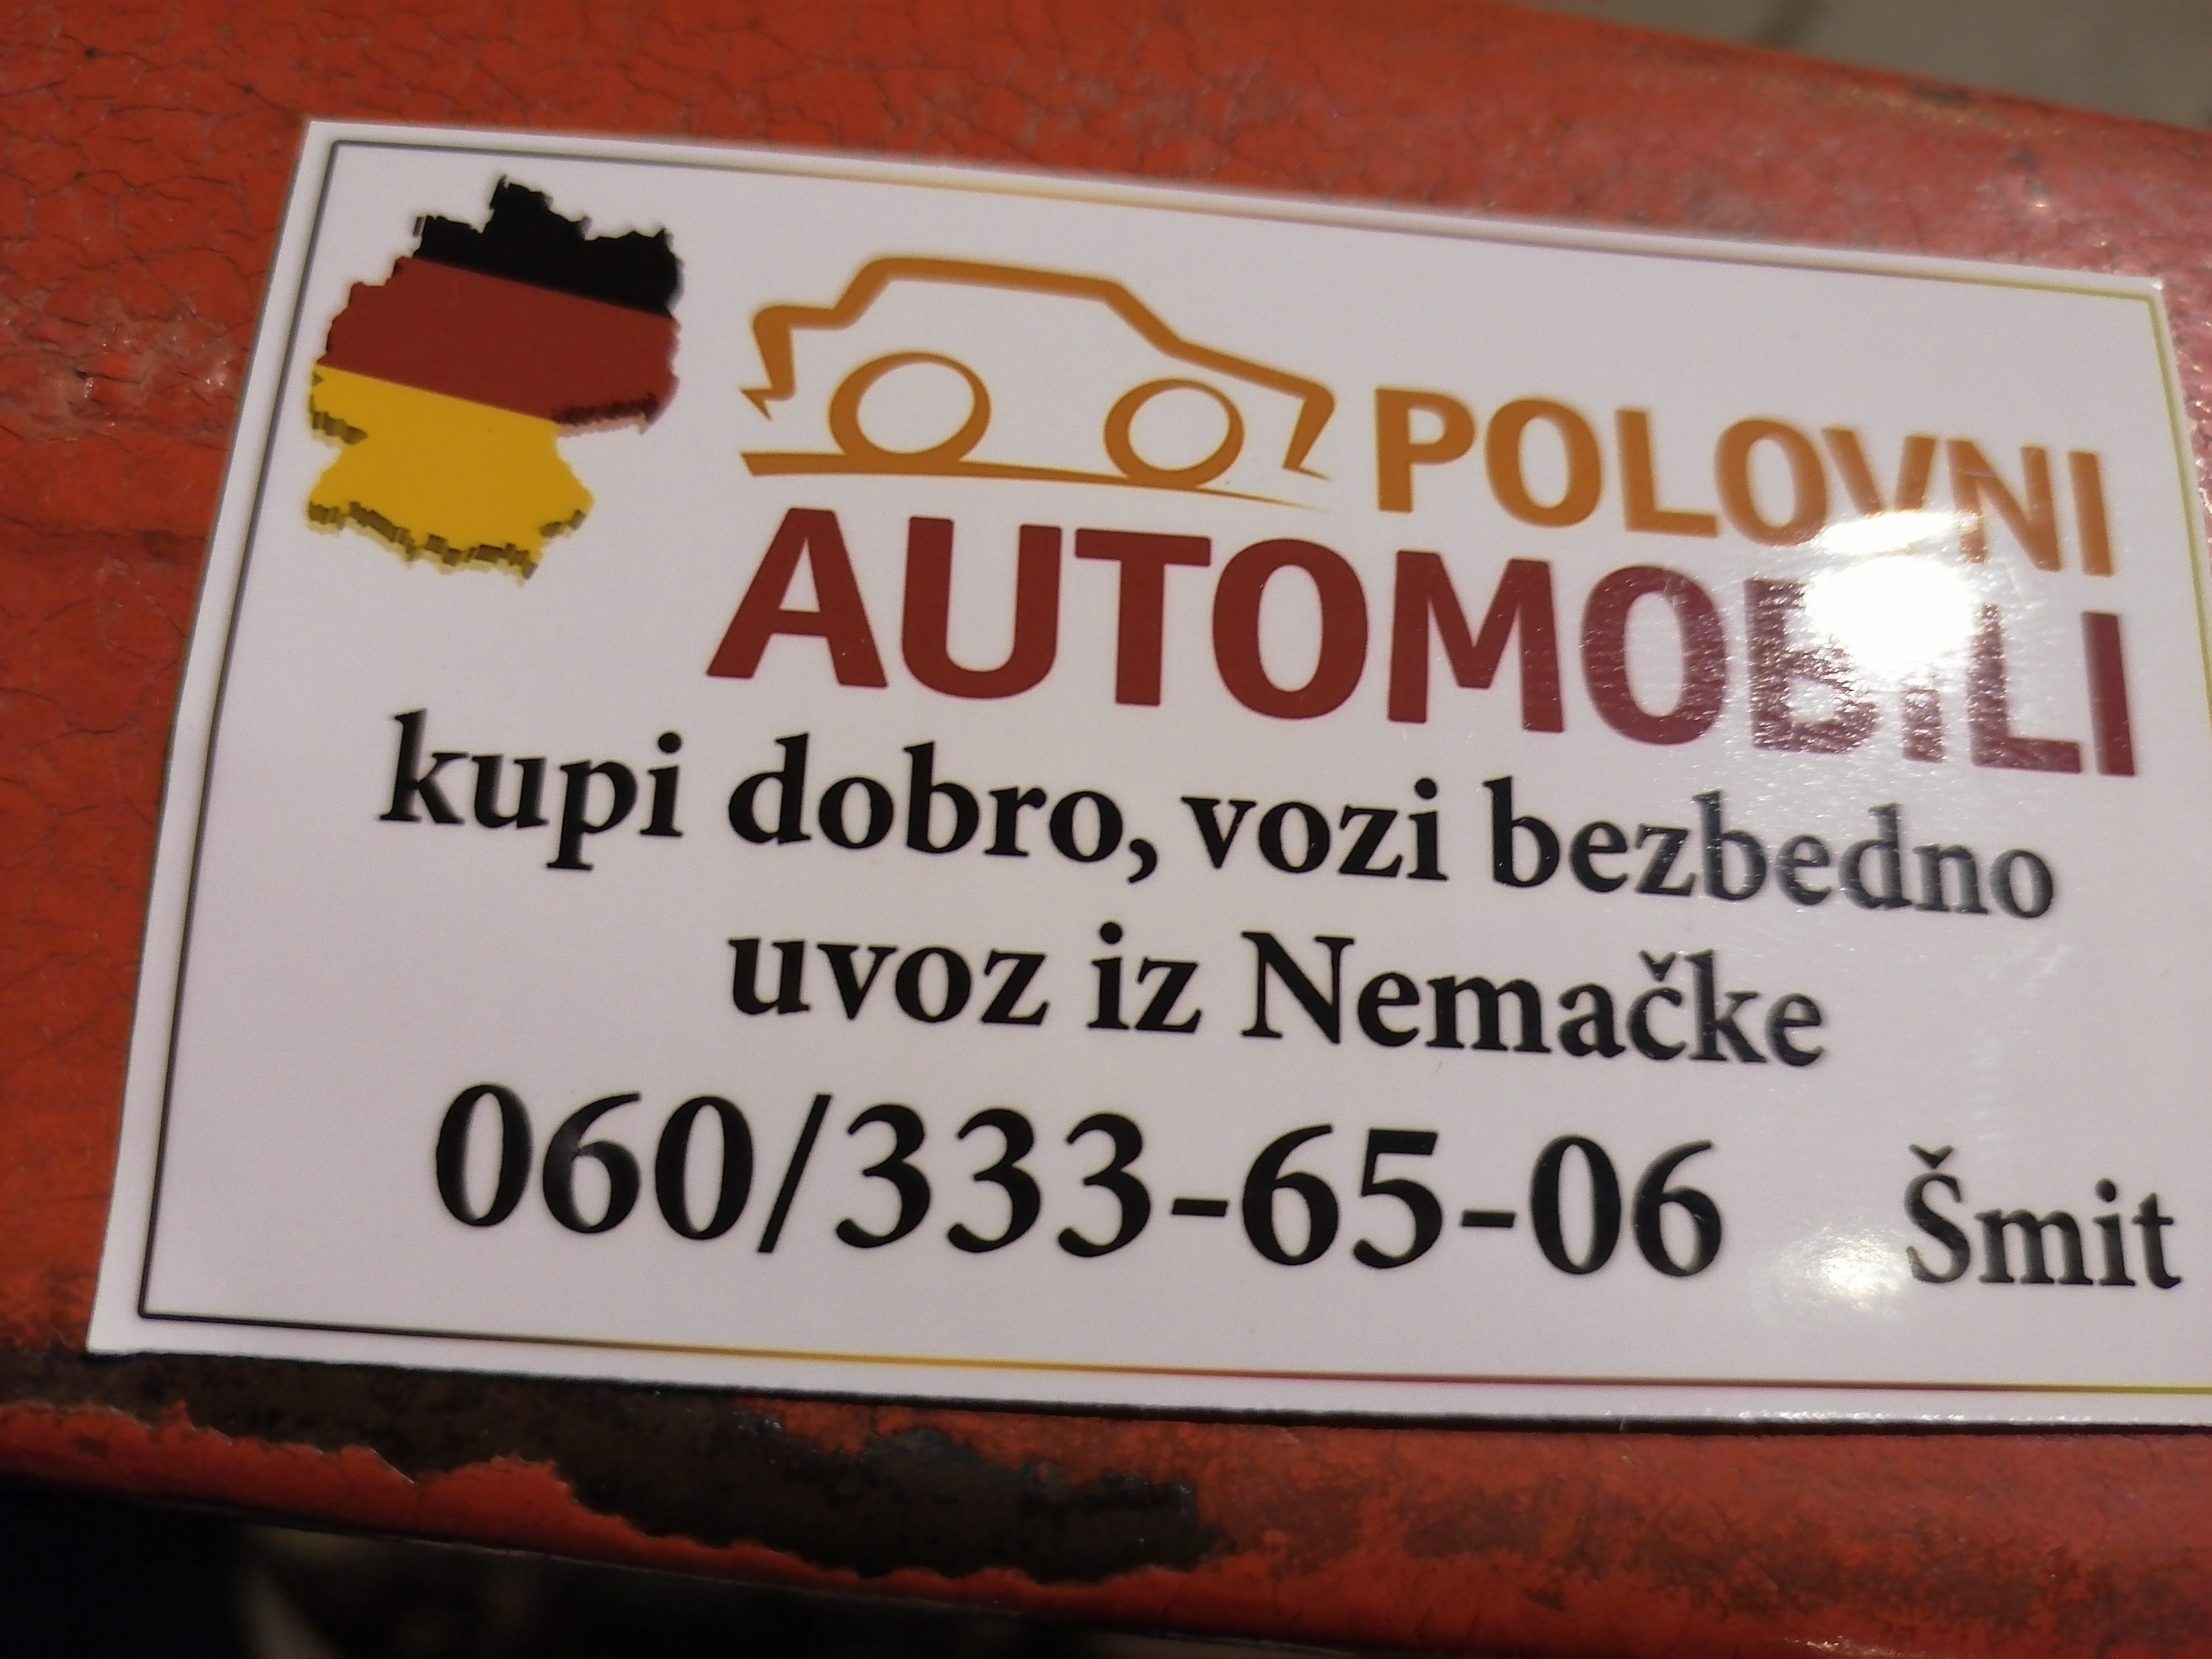 POLOVNI
AUTOMOBILI
kupi dobro, vozi bezbedno
uvoz iz Nemačke
060/333-65-06 Šmit